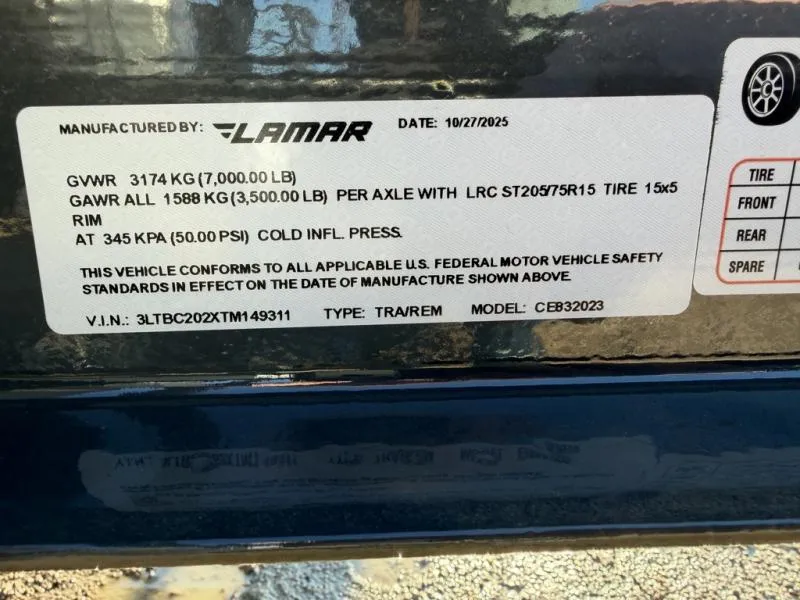 MANUFACTURED BY: LAMAR DATE: 10/27/2025
GVWR 3174 KG (7,000.00 LB)
GAWR ALL 1588 KG (3,500.00 LB) PER AXLE WITH LRC ST205/75R15 TIRE 15x5
RIM
AT 345 KPA (50.00 PSI) COLD INFL. PRESS.
THIS VEHICLE CONFORMS TO ALL APPLICABLE U.S. FEDERAL MOTOR VEHICLE SAFETY
STANDARDS IN EFFECT ON THE DATE OF MANUFACTURE SHOWN ABOVE.
V.I.N.: 3LTBC202XTM149311 TYPE: TRA/REM MODEL: CE832023
TIRE
FRONT
REAR
SPARE